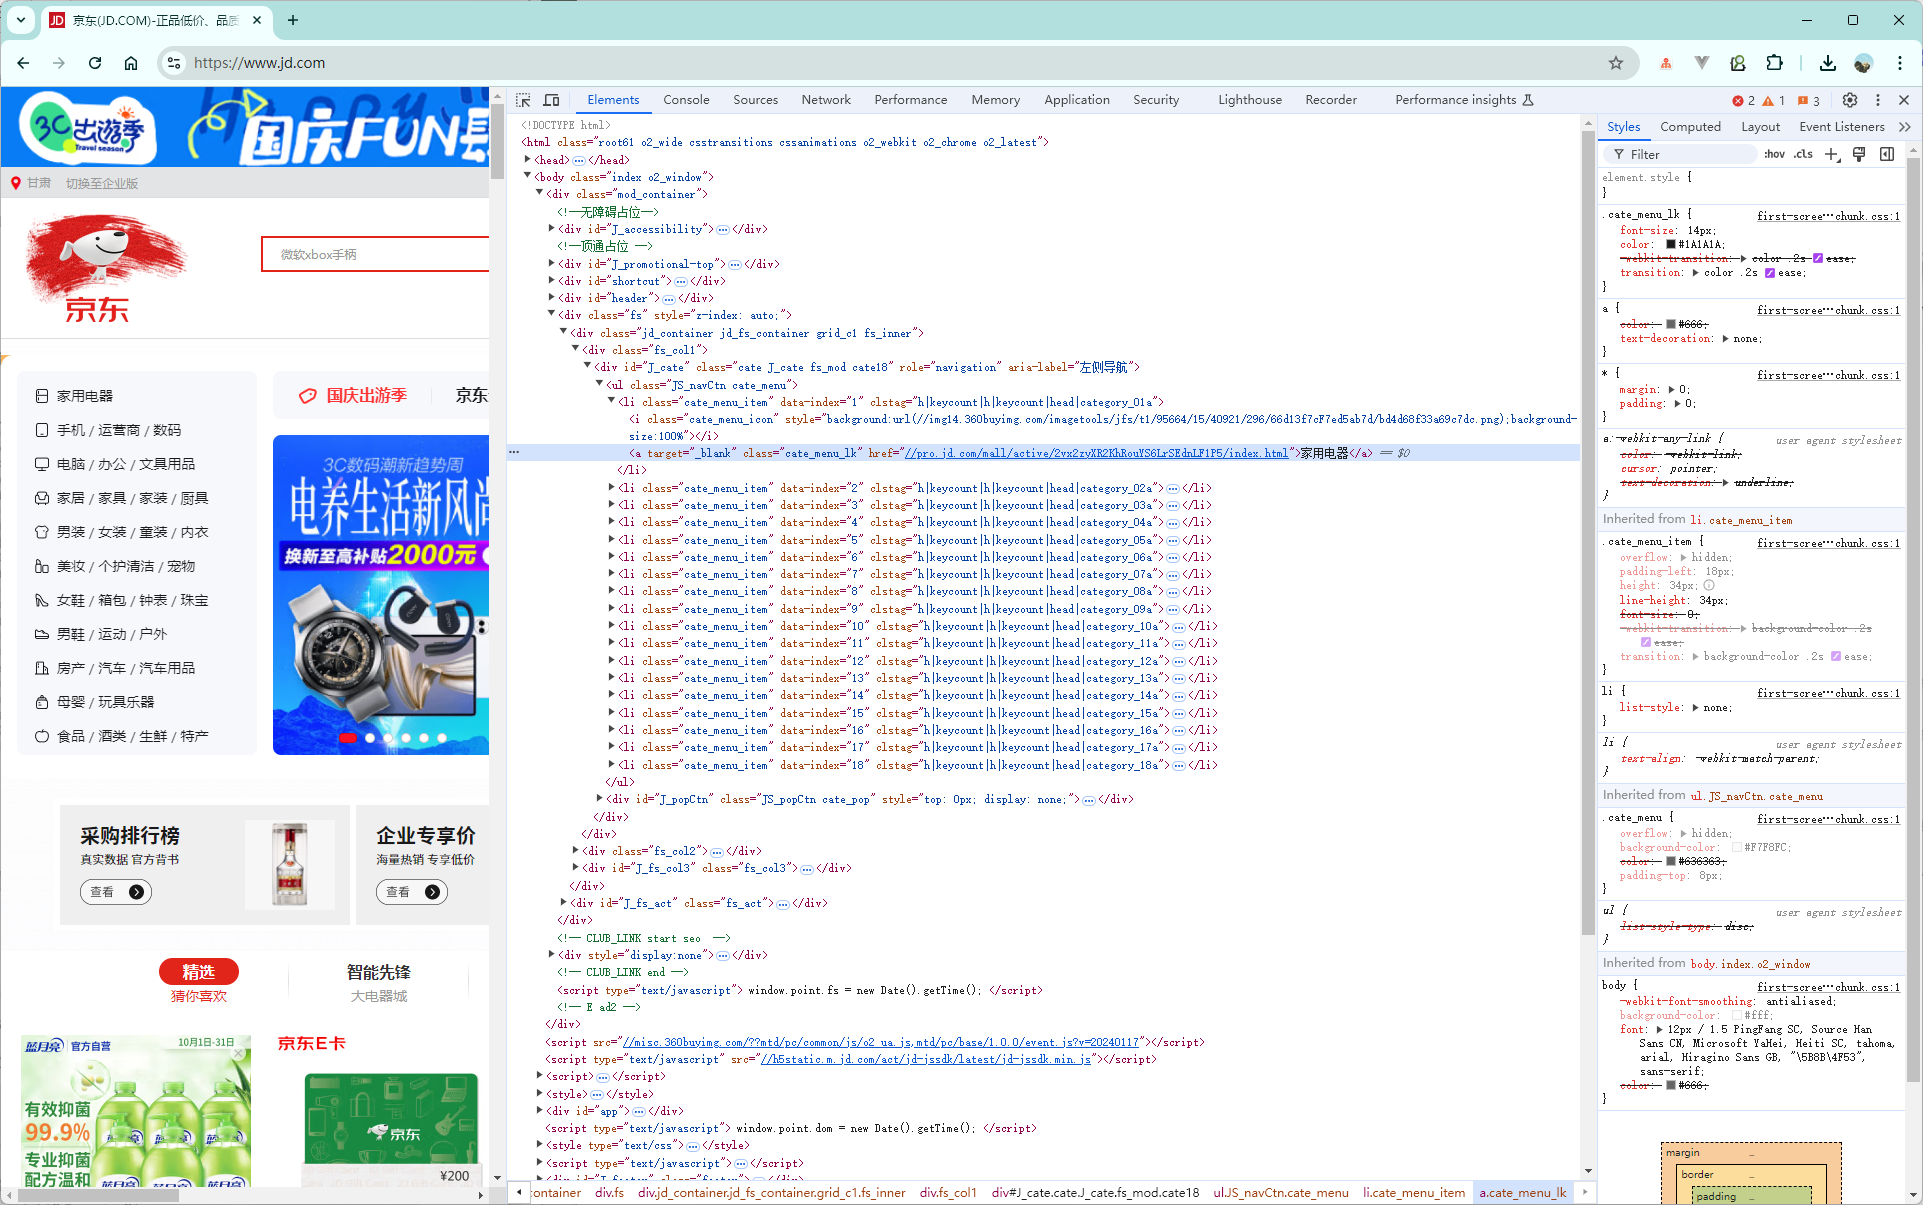 京东(JD.COM)-正品低价、品质
https://www.jd.com
3C出游季
Travel season
国庆FUN
甘肃 切换至企业版
京东
微软xbox手柄
家用电器
手机 / 运营商 / 数码
电脑 / 办公 / 文具用品
家居 / 家具 / 家装 / 厨具
男装 / 女装 / 童装 / 内衣
美妆 / 个护清洁 / 宠物
女鞋 / 箱包 / 钟表 / 珠宝
男鞋 / 运动 / 户外
房产 / 汽车 / 汽车用品
母婴 / 玩具乐器
食品 / 酒类 / 生鲜 / 特产
国庆出游季 京东
3C数码潮新趋势周
电养生活新风尚
换新至高补贴2000元
采购排行榜
真实数据 官方背书
查看
企业专享价
海量热销 专享低价
查看
精选
猜你喜欢
智能先锋
大电器城
蓝月亮 官方自营
10月1日-31日
有效抑菌
99.9%
专业抑菌
配方温和
京东E卡
京东
¥200
Elements Console Sources Network Performance Memory Application Security Lighthouse Recorder Performance insights 2 1 3
<!DOCTYPE html>
<html class="root61 o2_wide csstransitions cssanimations o2_webkit o2_chrome o2_latest">
<head>…</head>
<body class="index o2_window">
<div class="mod_container">
<!--无障碍占位-->
<div id="J_accessibility">…</div>
<!--顶通占位 -->
<div id="J_promotional-top">…</div>
<div id="shortcut">…</div>
<div id="header">…</div>
<div class="fs" style="z-index: auto;">
<div class="jd_container jd_fs_container grid_c1 fs_inner">
<div class="fs_col1">
<div id="J_cate" class="cate J_cate fs_mod cate18" role="navigation" aria-label="左侧导航">
<ul class="JS_navCtn cate_menu">
<li class="cate_menu_item" data-index="1" clstag="h|keycount|h|keycount|head|category_01a">
<i class="cate_menu_icon" style="background:url(//img14.360buyimg.com/imagetools/jfs/t1/95664/15/40921/296/66d13f7cF7ed5ab7d/bd4d68f33a69c7dc.png);background-
size:100%"></i>
<a target="_blank" class="cate_menu_lk" href="//pro.jd.com/mall/active/2vx2zyXR2KhRouYS6LrSEdnLF1P5/index.html">家用电器</a> == $0
</li>
<li class="cate_menu_item" data-index="2" clstag="h|keycount|h|keycount|head|category_02a">…</li>
<li class="cate_menu_item" data-index="3" clstag="h|keycount|h|keycount|head|category_03a">…</li>
<li class="cate_menu_item" data-index="4" clstag="h|keycount|h|keycount|head|category_04a">…</li>
<li class="cate_menu_item" data-index="5" clstag="h|keycount|h|keycount|head|category_05a">…</li>
<li class="cate_menu_item" data-index="6" clstag="h|keycount|h|keycount|head|category_06a">…</li>
<li class="cate_menu_item" data-index="7" clstag="h|keycount|h|keycount|head|category_07a">…</li>
<li class="cate_menu_item" data-index="8" clstag="h|keycount|h|keycount|head|category_08a">…</li>
<li class="cate_menu_item" data-index="9" clstag="h|keycount|h|keycount|head|category_09a">…</li>
<li class="cate_menu_item" data-index="10" clstag="h|keycount|h|keycount|head|category_10a">…</li>
<li class="cate_menu_item" data-index="11" clstag="h|keycount|h|keycount|head|category_11a">…</li>
<li class="cate_menu_item" data-index="12" clstag="h|keycount|h|keycount|head|category_12a">…</li>
<li class="cate_menu_item" data-index="13" clstag="h|keycount|h|keycount|head|category_13a">…</li>
<li class="cate_menu_item" data-index="14" clstag="h|keycount|h|keycount|head|category_14a">…</li>
<li class="cate_menu_item" data-index="15" clstag="h|keycount|h|keycount|head|category_15a">…</li>
<li class="cate_menu_item" data-index="16" clstag="h|keycount|h|keycount|head|category_16a">…</li>
<li class="cate_menu_item" data-index="17" clstag="h|keycount|h|keycount|head|category_17a">…</li>
<li class="cate_menu_item" data-index="18" clstag="h|keycount|h|keycount|head|category_18a">…</li>
</ul>
<div id="J_popCtn" class="JS_popCtn cate_pop" style="top: 0px; display: none;">…</div>
</div>
</div>
<div class="fs_col2">…</div>
<div id="J_fs_col3" class="fs_col3">…</div>
</div>
<div id="J_fs_act" class="fs_act">…</div>
</div>
<!-- CLUB_LINK start seo  -->
<div style="display:none">…</div>
<!-- CLUB_LINK end -->
<script type="text/javascript"> window.point.fs = new Date().getTime(); </script>
<!-- E ad2 -->
</div>
<script src="//misc.360buyimg.com/??mtd/pc/common/js/o2_ua.js,mtd/pc/base/1.0.0/event.js?v=20240117"></script>
<script type="text/javascript" src="//h5static.m.jd.com/act/jd-jssdk/latest/jd-jssdk.min.js"></script>
<script>…</script>
<style>…</style>
<div id="app">…</div>
<script type="text/javascript"> window.point.dom = new Date().getTime(); </script>
<style type="text/css">…</style>
<script type="text/javascript">…</script>
container div.fs div.jd_container.jd_fs_container.grid_c1.fs_inner div.fs_col1 div#J_cate.cate.J_cate.fs_mod.cate18 ul.JS_navCtn.cate_menu li.cate_menu_item a.cate_menu_lk
Styles Computed Layout Event Listeners
Filter :hov .cls
element.style {
}
.cate_menu_lk { first-scree…chunk.css:1
font-size: 14px;
color: #1A1A1A;
-webkit-transition: color .2s ease;
transition: color .2s ease;
}
a { first-scree…chunk.css:1
color: #666;
text-decoration: none;
}
* { first-scree…chunk.css:1
margin: 0;
padding: 0;
}
a:-webkit-any-link { user agent stylesheet
color: -webkit-link;
cursor: pointer;
text-decoration: underline;
}
Inherited from li.cate_menu_item
.cate_menu_item { first-scree…chunk.css:1
overflow: hidden;
padding-left: 18px;
height: 34px;
line-height: 34px;
font-size: 0;
-webkit-transition: background-color .2s
ease;
transition: background-color .2s ease;
}
li { first-scree…chunk.css:1
list-style: none;
}
li { user agent stylesheet
text-align: -webkit-match-parent;
}
Inherited from ul.JS_navCtn.cate_menu
.cate_menu { first-scree…chunk.css:1
overflow: hidden;
background-color: #F7F8FC;
color: #636363;
padding-top: 8px;
}
ul { user agent stylesheet
list-style-type: disc;
}
Inherited from body.index.o2_window
body { first-scree…chunk.css:1
-webkit-font-smoothing: antialiased;
background-color: #fff;
font: 12px / 1.5 PingFang SC, Source Han
Sans CN, Microsoft YaHei, Heiti SC, tahoma,
arial, Hiragino Sans GB, "\5B8B\4F53",
sans-serif;
color: #666;
}
margin –
border –
padding –